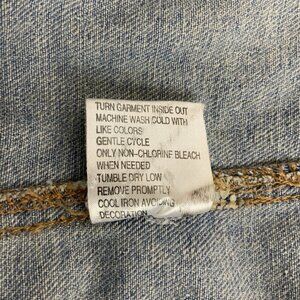 TURN GARMENT INSIDE OUT
MACHINE WASH COLD WITH
LIKE COLORS
GENTLE CYCLE
ONLY NON-CHLORINE BLEACH
WHEN NEEDED
TUMBLE DRY LOW
REMOVE PROMPTLY
COOL IRON AVOIDING
DECORATION